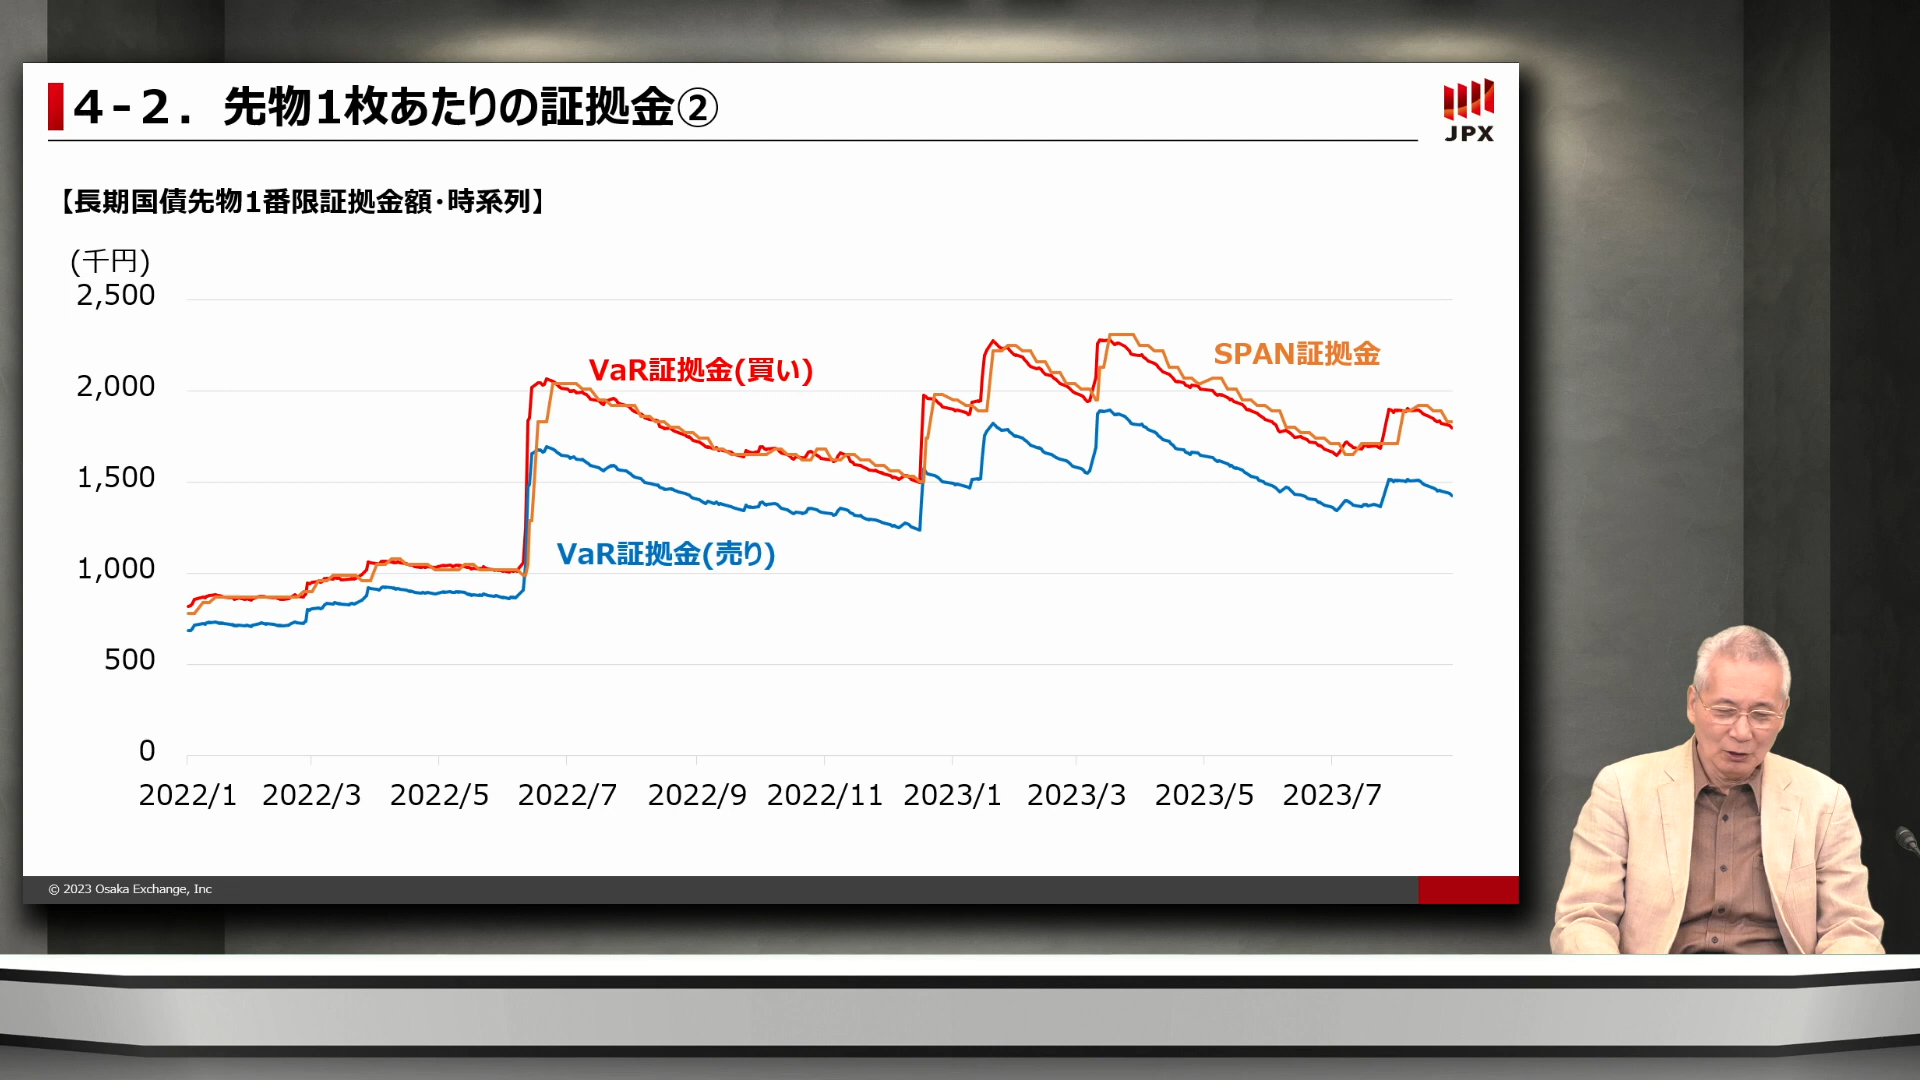 4-2. 先物1枚あたりの証拠金②
JPX
【長期国債先物1番限証拠金額・時系列】
(千円)
2,500
2,000
1,500
1,000
500
0
VaR証拠金(買い)
SPAN証拠金
VaR証拠金(売り)
2022/1 2022/3 2022/5 2022/7 2022/9 2022/11 2023/1 2023/3 2023/5 2023/7
© 2023 Osaka Exchange, Inc